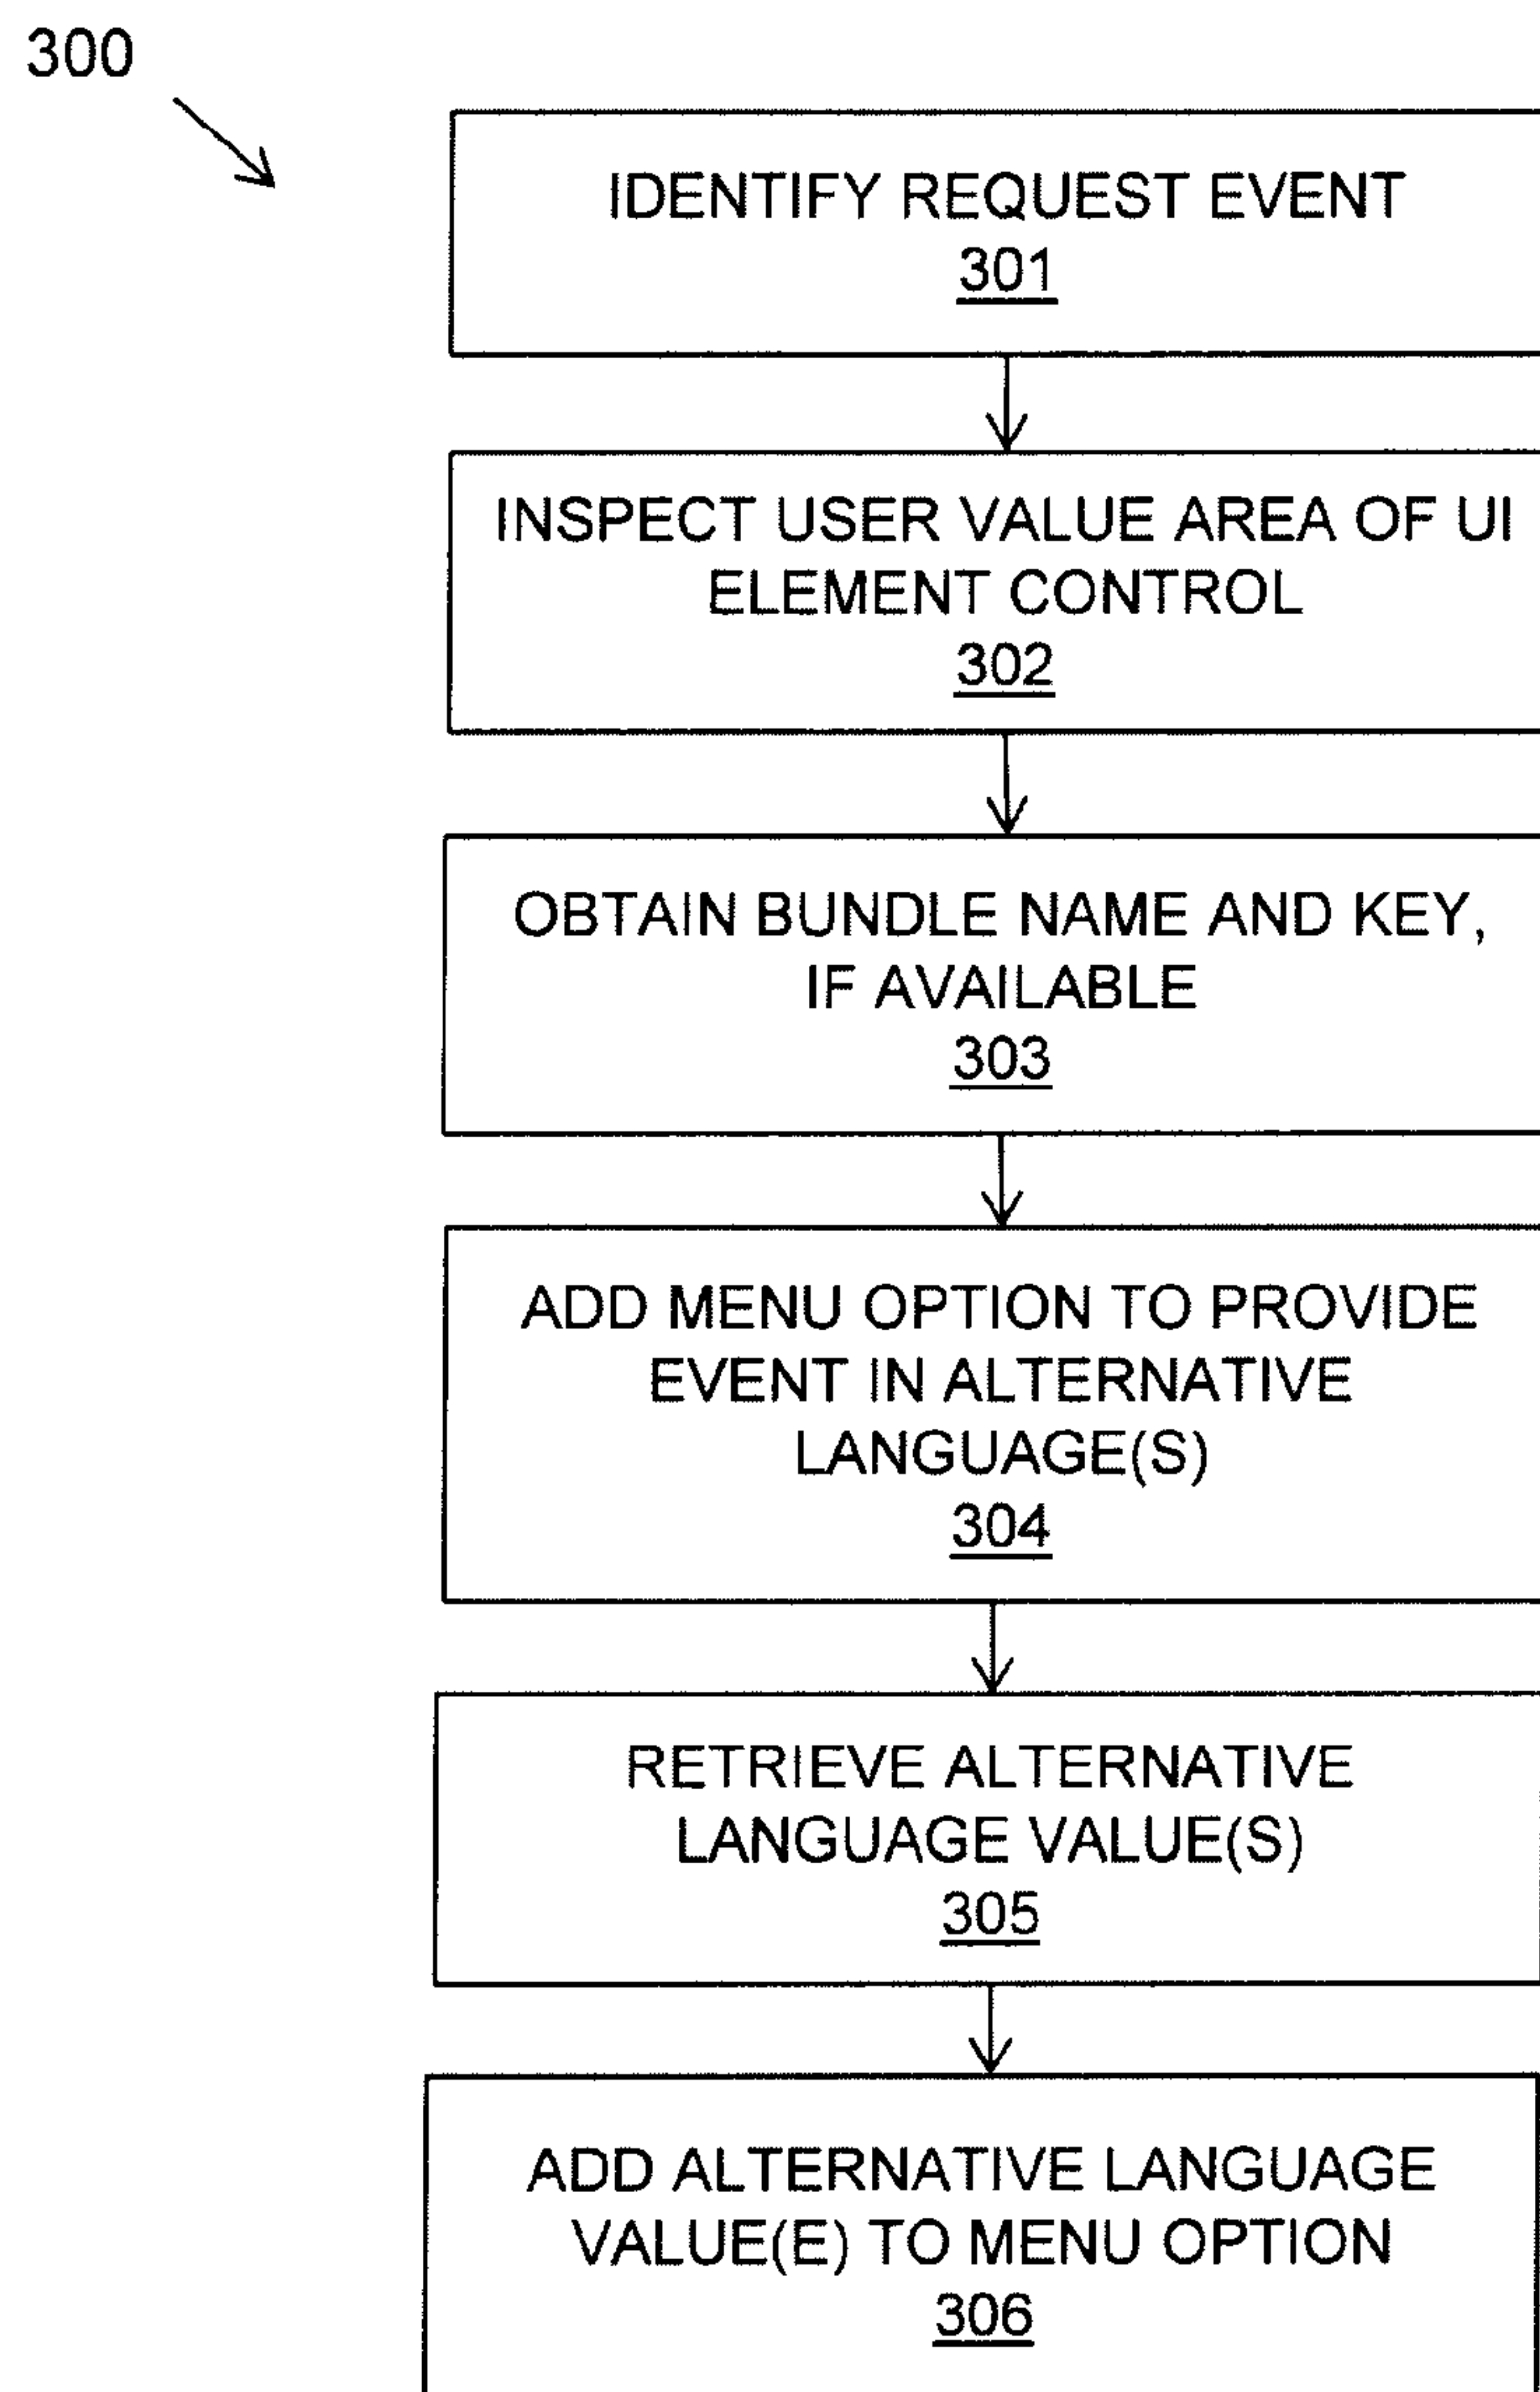 300
IDENTIFY REQUEST EVENT
301
INSPECT USER VALUE AREA OF UI
ELEMENT CONTROL
302
OBTAIN BUNDLE NAME AND KEY,
IF AVAILABLE
303
ADD MENU OPTION TO PROVIDE
EVENT IN ALTERNATIVE
LANGUAGE(S)
304
RETRIEVE ALTERNATIVE
LANGUAGE VALUE(S)
305
ADD ALTERNATIVE LANGUAGE
VALUE(E) TO MENU OPTION
306